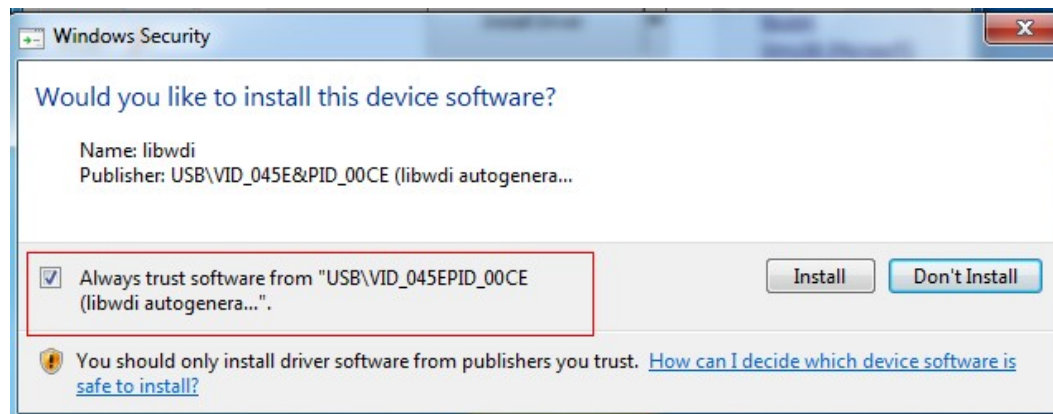 Windows Security
Would you like to install this device software?
Name: libwdi
Publisher: USB\VID_045E&PID_00CE (libwdi autogenera...
Always trust software from "USB\VID_045EPID_00CE
(libwdi autogenera...".
Install
Don't Install
You should only install driver software from publishers you trust. How can I decide which device software is
safe to install?